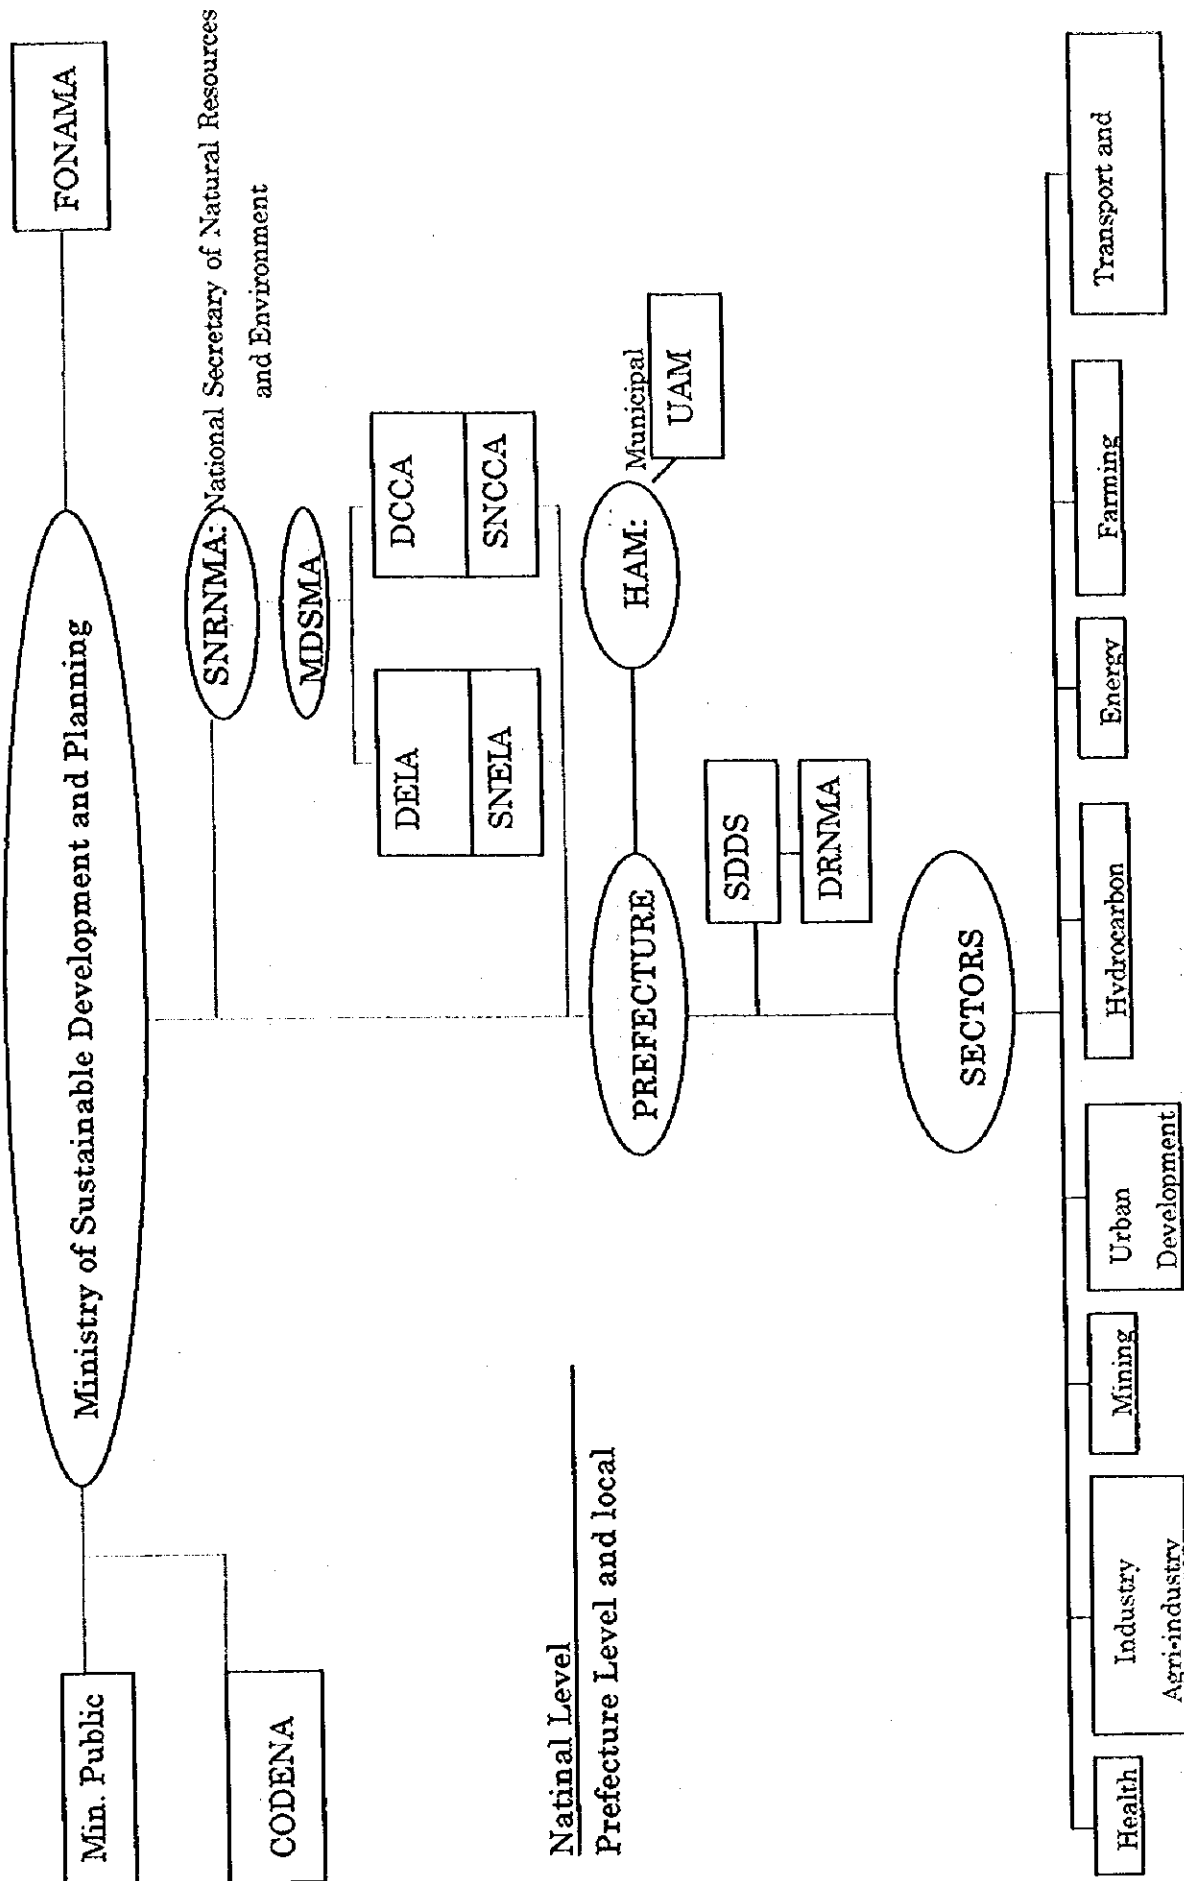 Ministry of Sustainable Development and Planning
FONAMA
Min. Public
CODENA
SNRNMA: National Secretary of Natural Resources
and Environment
MDSMA
DEIA
SNEIA
DCCA
SNCCA
Natinal Level
Prefecture Level and local
PREFECTURE
HAM:
Municipal
UAM
SDDS
DRNMA
SECTORS
Health
Industry
Agri-industry
Mining
Urban
Development
Hydrocarbon
Energy
Farming
Transport and